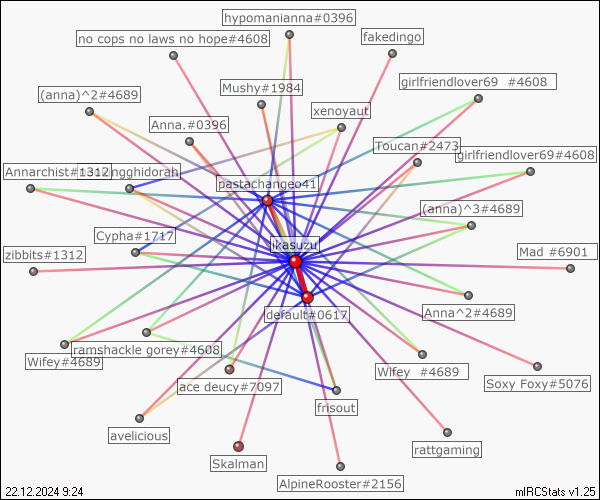 hypomanianna#0396
no cops no laws no hope#4608
fakedingo
girlfriendlover69 #4608
Mushy#1984
(anna)^2#4689
xenoyaut
Anna.#0396
Toucan#2473
girlfriendlover69#4608
Annarchist#1312
pastachangeo41
(anna)^3#4689
Cypha#1717
ikasuzu
zibbits#1312
Mad #6901
default#0617
Anna^2#4689
ramshackle gorey#4608
Wifey#4689
Wifey #4689
ace deucy#7097
Soxy Foxy#5076
frisout
avelicious
rattgaming
Skalman
AlpineRooster#2156
22.12.2024 9:24
mIRCStats v1.25